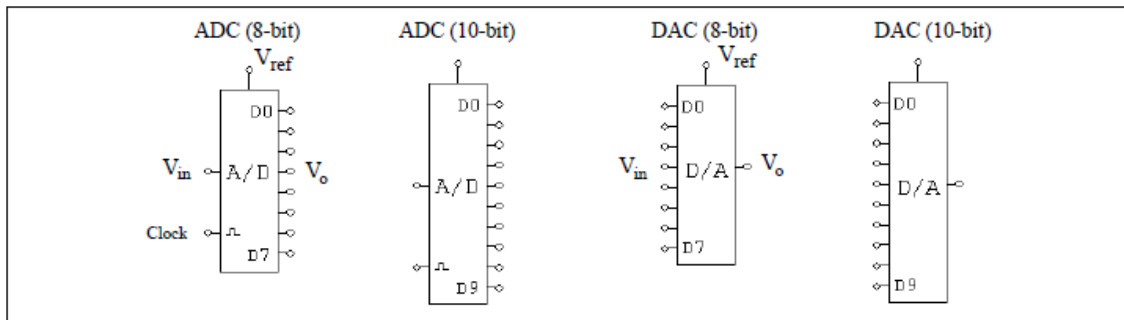 ADC (8-bit) ADC (10-bit) DAC (8-bit) DAC (10-bit)
Vref Vref
D0 D0 D0 D0
Vin A/D Vo A/D Vin D/A Vo D/A
Clock D7 D9 D7 D9